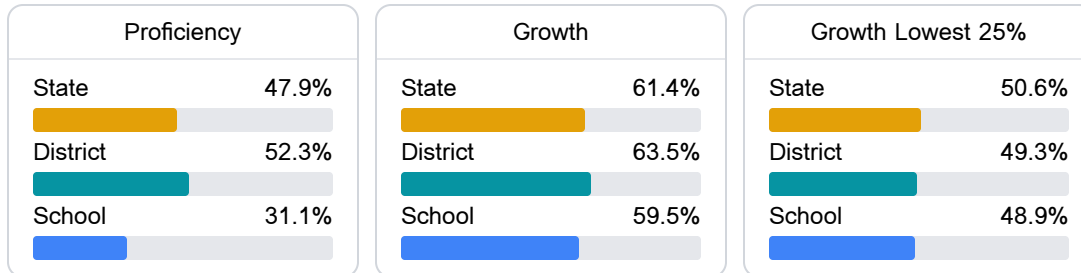 Proficiency
State 47.9%
District 52.3%
School 31.1%
Growth
State 61.4%
District 63.5%
School 59.5%
Growth Lowest 25%
State 50.6%
District 49.3%
School 48.9%